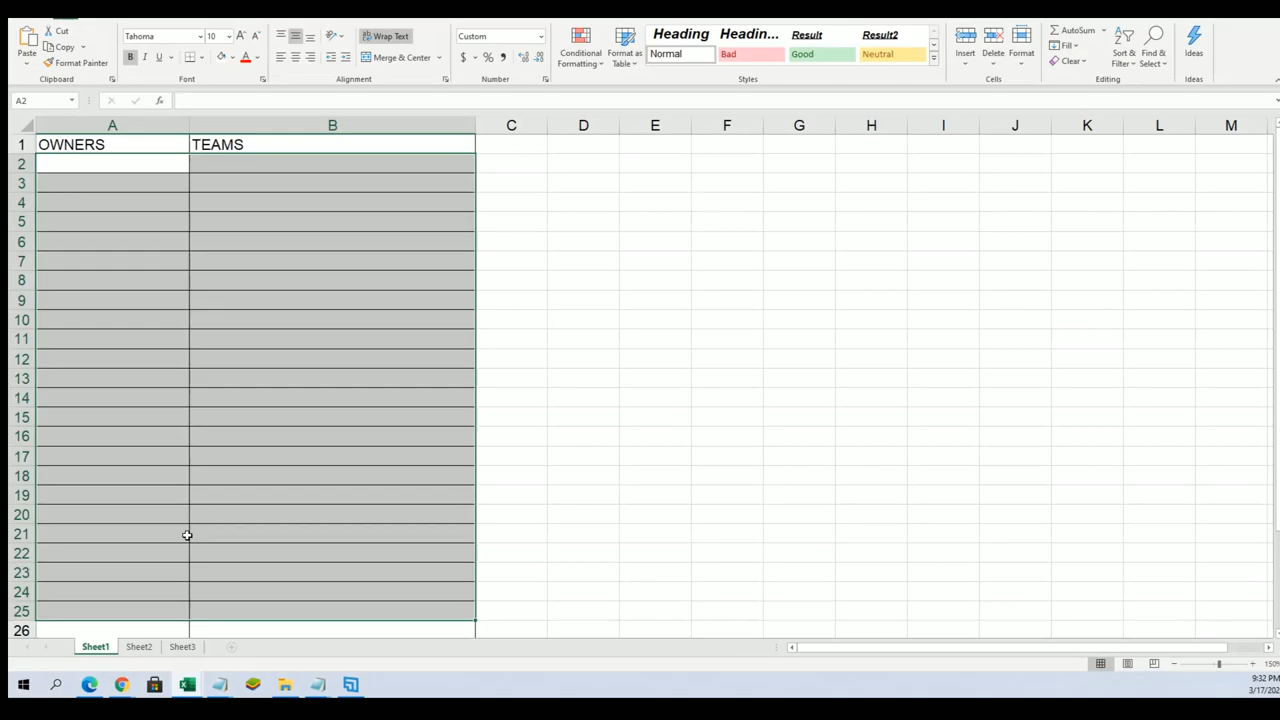 Cut
Copy
Format Painter
Paste
Clipboard
Tahoma
10
B I U
A
Font
Wrap Text
Merge & Center
Alignment
Custom
$ % ,
Number
Conditional
Formatting
Format as
Table
Heading
Headin...
Result
Result2
Normal
Bad
Good
Neutral
Styles
Insert
Delete
Format
Cells
AutoSum
Fill
Clear
Sort &
Filter
Find &
Select
Editing
Ideas
Ideas
A2
fx
A B C D E F G H I J K L M
1 OWNERS TEAMS
2
3
4
5
6
7
8
9
10
11
12
13
14
15
16
17
18
19
20
21
22
23
24
25
26
Sheet1 Sheet2 Sheet3
150%
9:32 PM
3/17/202